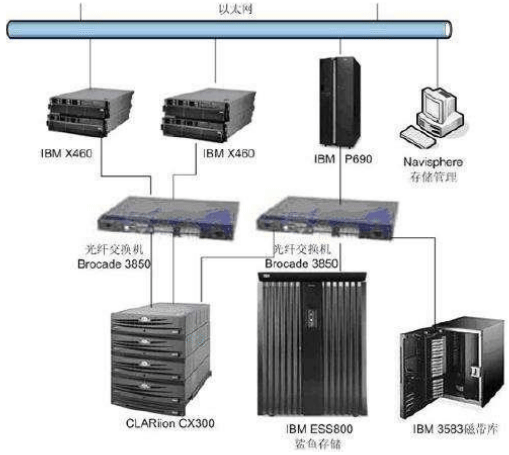 以太网
IBM X460
IBM X460
IBM P690
Navisphere
存储管理
光纤交换机
Brocade 3850
光纤交换机
Brocade 3850
CLARiion CX300
IBM ESS800
鲨鱼存储
IBM 3583磁带库